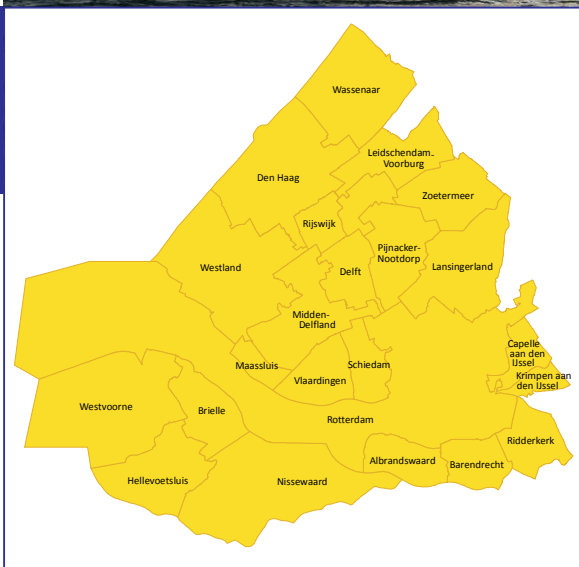 Wassenaar
Leidschendam-
Voorburg
Den Haag
Zoetermeer
Rijswijk
Pijnacker-
Nootdorp
Westland
Delft
Lansingerland
Midden-
Delfland
Capelle
aan den
IJssel
Maassluis
Schiedam
Krimpen aan
den IJssel
Vlaardingen
Westvoorne
Brielle
Rotterdam
Ridderkerk
Albrandswaard
Barendrecht
Hellevoetsluis
Nissewaard